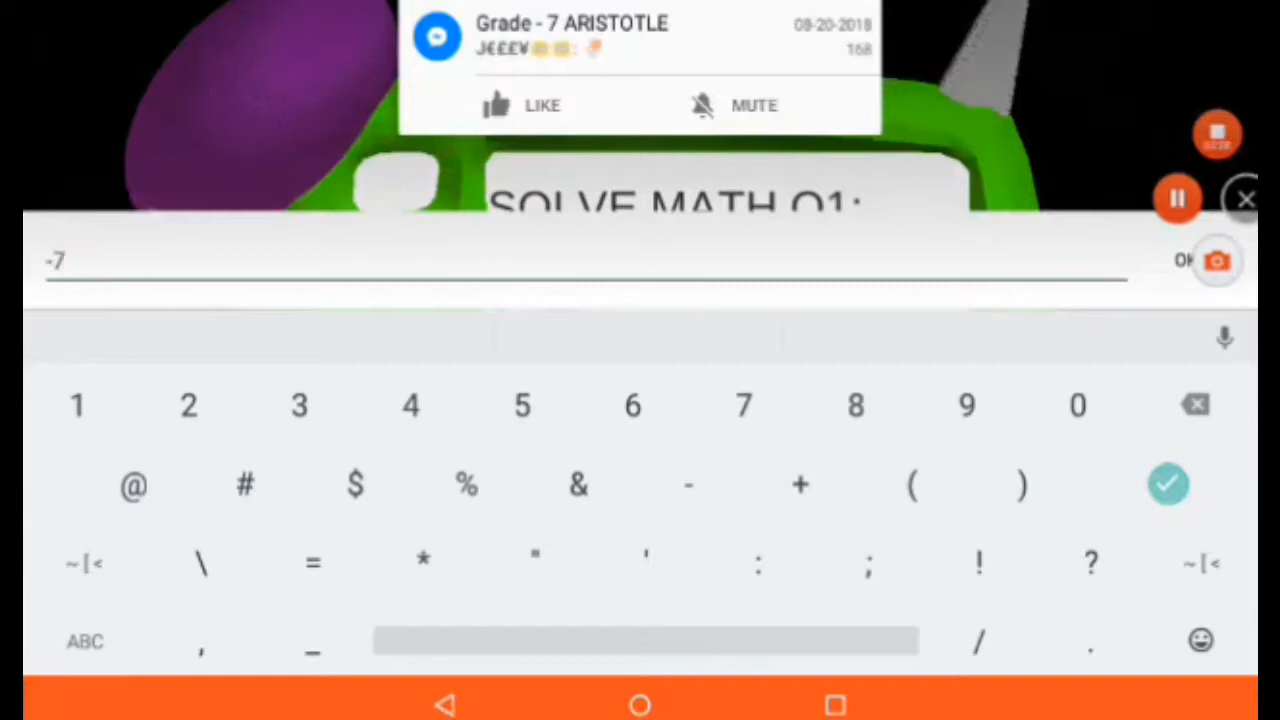 Grade - 7 ARISTOTLE
08-20-2018
J€££¥
168
LIKE
MUTE
SOLVE MATH Q1:
-7
1 2 3 4 5 6 7 8 9 0
@ # $ % & - + ( )
~[< \ = * " ' : ; ! ? ~[<
ABC , _ / .